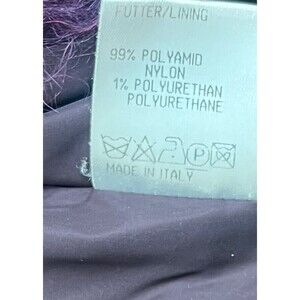 FUTTER/LINING
99% POLYAMID
NYLON
1% POLYURETHAN
POLYURETHANE
P
MADE IN ITALY